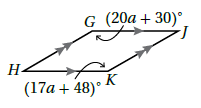 G (20a + 30)° J
H K
(17a + 48)°